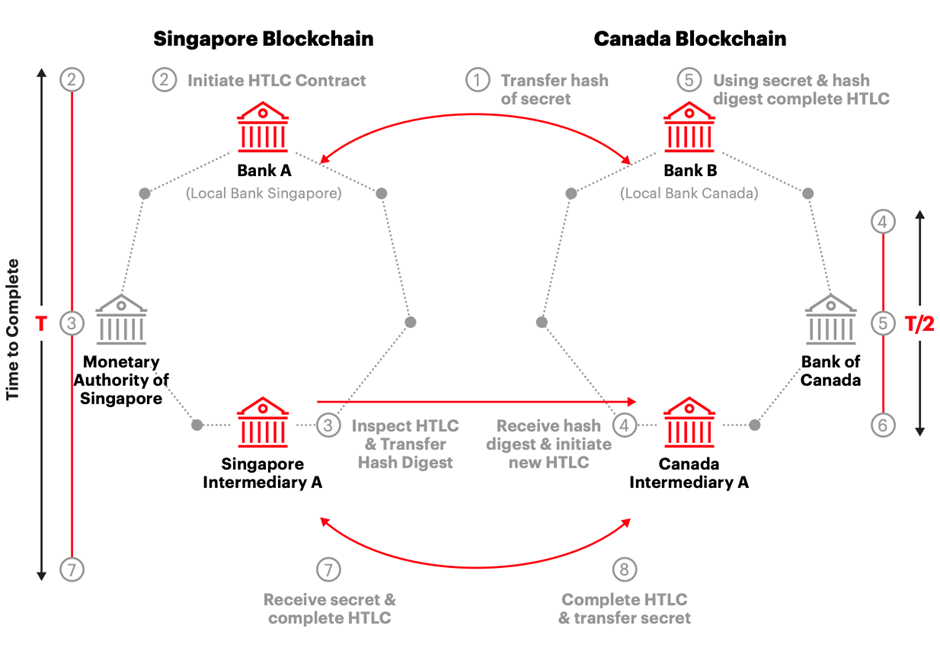 Singapore Blockchain
Canada Blockchain
2
2
Initiate HTLC Contract
1
Transfer hash
of secret
5
Using secret & hash
digest complete HTLC
Bank A
(Local Bank Singapore)
Bank B
(Local Bank Canada)
4
Time to Complete
T
3
5
T/2
Monetary
Authority of
Singapore
Bank of
Canada
3
Inspect HTLC
& Transfer
Hash Digest
Receive hash
digest & initiate
new HTLC
4
6
Singapore
Intermediary A
Canada
Intermediary A
7
7
Receive secret &
complete HTLC
8
Complete HTLC
& transfer secret